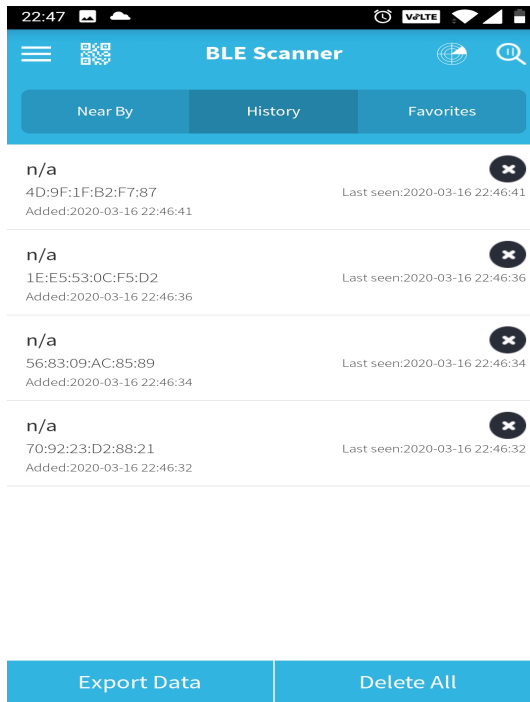 22:47 VoLTE
BLE Scanner
Near By History Favorites
n/a
4D:9F:1F:B2:F7:87 Last seen:2020-03-16 22:46:41
Added:2020-03-16 22:46:41
n/a
1E:E5:53:0C:F5:D2 Last seen:2020-03-16 22:46:36
Added:2020-03-16 22:46:36
n/a
56:83:09:AC:85:89 Last seen:2020-03-16 22:46:34
Added:2020-03-16 22:46:34
n/a
70:92:23:D2:88:21 Last seen:2020-03-16 22:46:32
Added:2020-03-16 22:46:32
Export Data Delete All